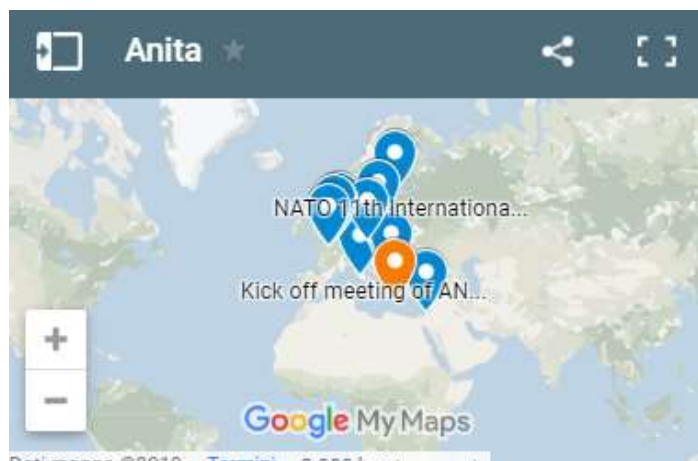 Anita
NATO 11th Internationa...
Kick off meeting of AN...
+
−
Google My Maps